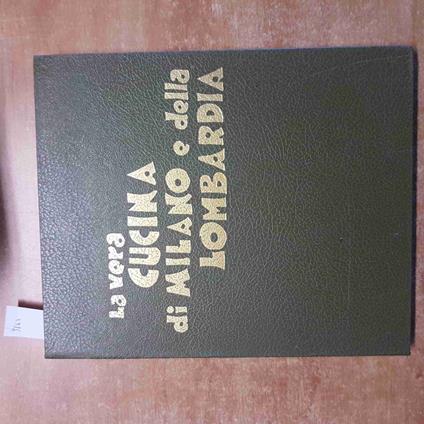 La vera
CUCINA
di MILANO e della
LOMBARDIA